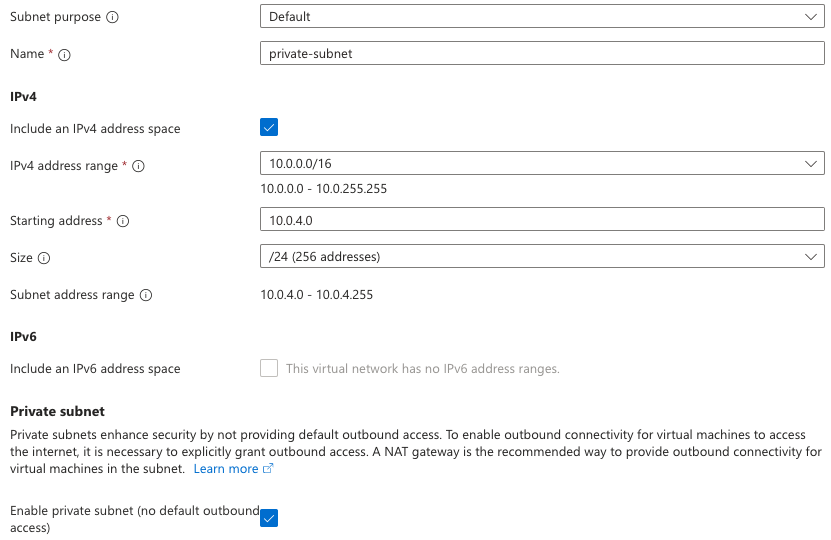 Subnet purpose
Default
Name *
private-subnet
IPv4
Include an IPv4 address space
IPv4 address range *
10.0.0.0/16
10.0.0.0 - 10.0.255.255
Starting address *
10.0.4.0
Size
/24 (256 addresses)
Subnet address range
10.0.4.0 - 10.0.4.255
IPv6
Include an IPv6 address space
This virtual network has no IPv6 address ranges.
Private subnet
Private subnets enhance security by not providing default outbound access. To enable outbound connectivity for virtual machines to access
the internet, it is necessary to explicitly grant outbound access. A NAT gateway is the recommended way to provide outbound connectivity for
virtual machines in the subnet. Learn more
Enable private subnet (no default outbound
access)